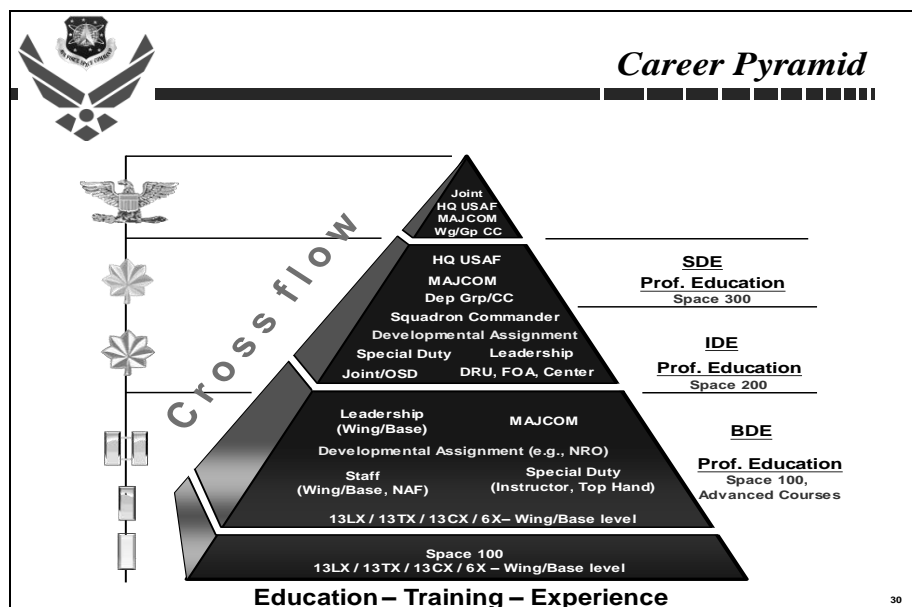 AIR FORCE SPACE COMMAND
Career Pyramid
Cross flow
Joint
HQ USAF
MAJCOM
Wg/Gp CC
HQ USAF
MAJCOM
Dep Grp/CC
Squadron Commander
Developmental Assignment
Special Duty Leadership
Joint/OSD DRU, FOA, Center
SDE
Prof. Education
Space 300
IDE
Prof. Education
Space 200
Leadership
(Wing/Base)
MAJCOM
Developmental Assignment (e.g., NRO)
Staff
(Wing/Base, NAF)
Special Duty
(Instructor, Top Hand)
13LX / 13TX / 13CX / 6X– Wing/Base level
BDE
Prof. Education
Space 100,
Advanced Courses
Space 100
13LX / 13TX / 13CX / 6X – Wing/Base level
Education – Training – Experience
30